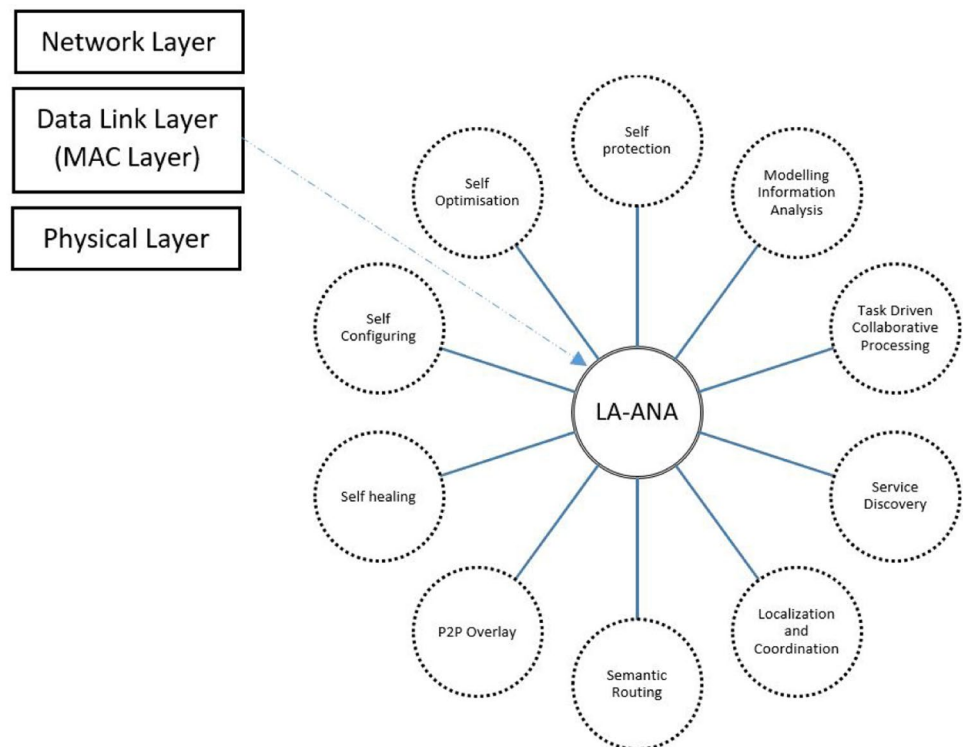 Network Layer
Data Link Layer
(MAC Layer)
Physical Layer
Self
protection
Modelling
Information
Analysis
Task Driven
Collaborative
Processing
Service
Discovery
Localization
and
Coordination
Semantic
Routing
P2P Overlay
Self healing
Self
Configuring
Self
Optimisation
LA-ANA